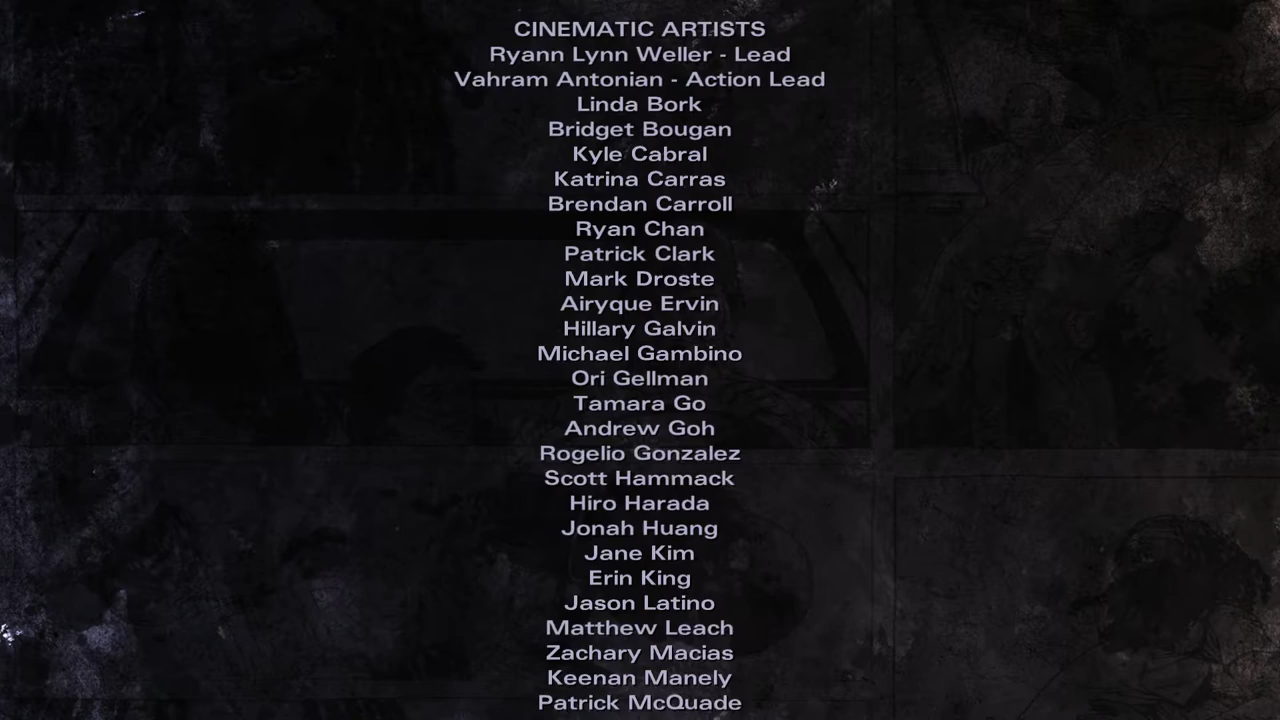 CINEMATIC ARTISTS
Ryann Lynn Weller - Lead
Vahram Antonian - Action Lead
Linda Bork
Bridget Bougan
Kyle Cabral
Katrina Carras
Brendan Carroll
Ryan Chan
Patrick Clark
Mark Droste
Airyque Ervin
Hillary Galvin
Michael Gambino
Ori Gellman
Tamara Go
Andrew Goh
Rogelio Gonzalez
Scott Hammack
Hiro Harada
Jonah Huang
Jane Kim
Erin King
Jason Latino
Matthew Leach
Zachary Macias
Keenan Manely
Patrick McQuade